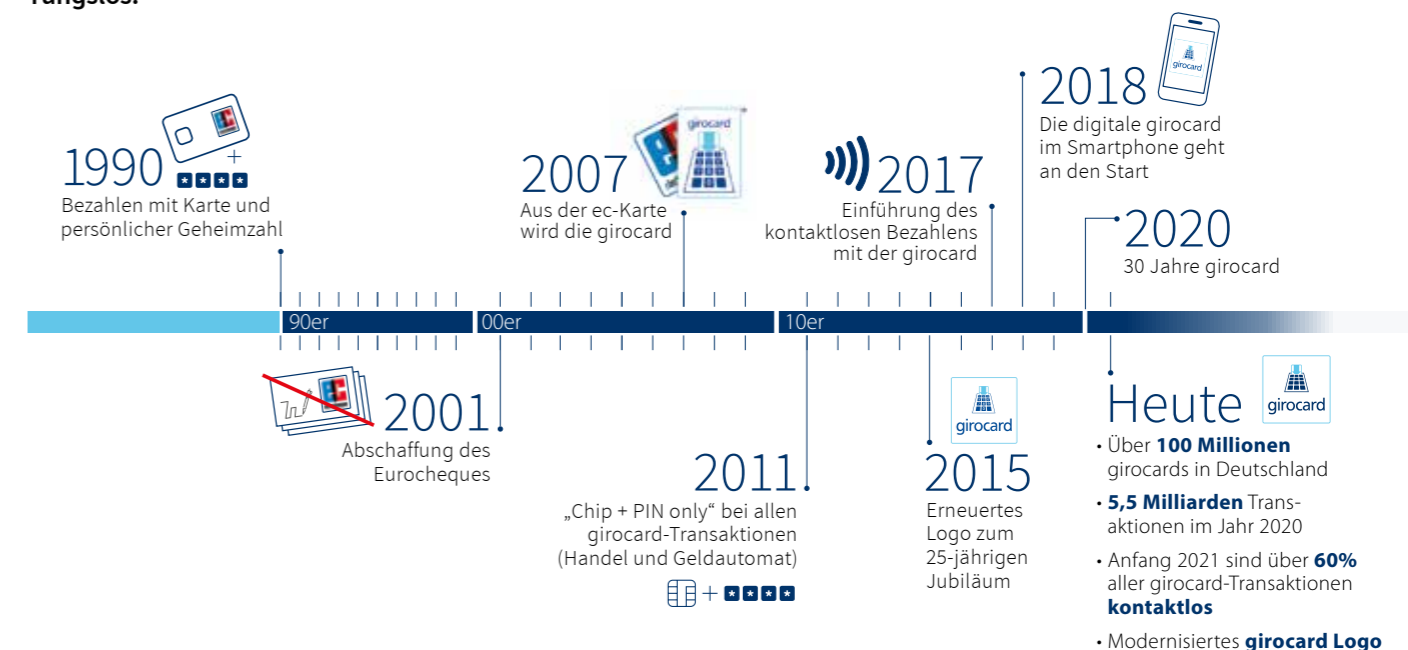 rungslos.
1990
Bezahlen mit Karte und
persönlicher Geheimzahl
2007
girocard
Aus der ec-Karte
wird die girocard
2017
Einführung des
kontaktlosen Bezahlens
mit der girocard
2018
girocard
Die digitale girocard
im Smartphone geht
an den Start
2020
30 Jahre girocard
90er
00er
10er
2001
Abschaffung des
Eurocheques
2011
„Chip + PIN only“ bei allen
girocard-Transaktionen
(Handel und Geldautomat)
girocard
2015
Erneuertes
Logo zum
25-jährigen
Jubiläum
Heute
girocard
• Über 100 Millionen
girocards in Deutschland
• 5,5 Milliarden Trans-
aktionen im Jahr 2020
• Anfang 2021 sind über 60%
aller girocard-Transaktionen
kontaktlos
• Modernisiertes girocard Logo